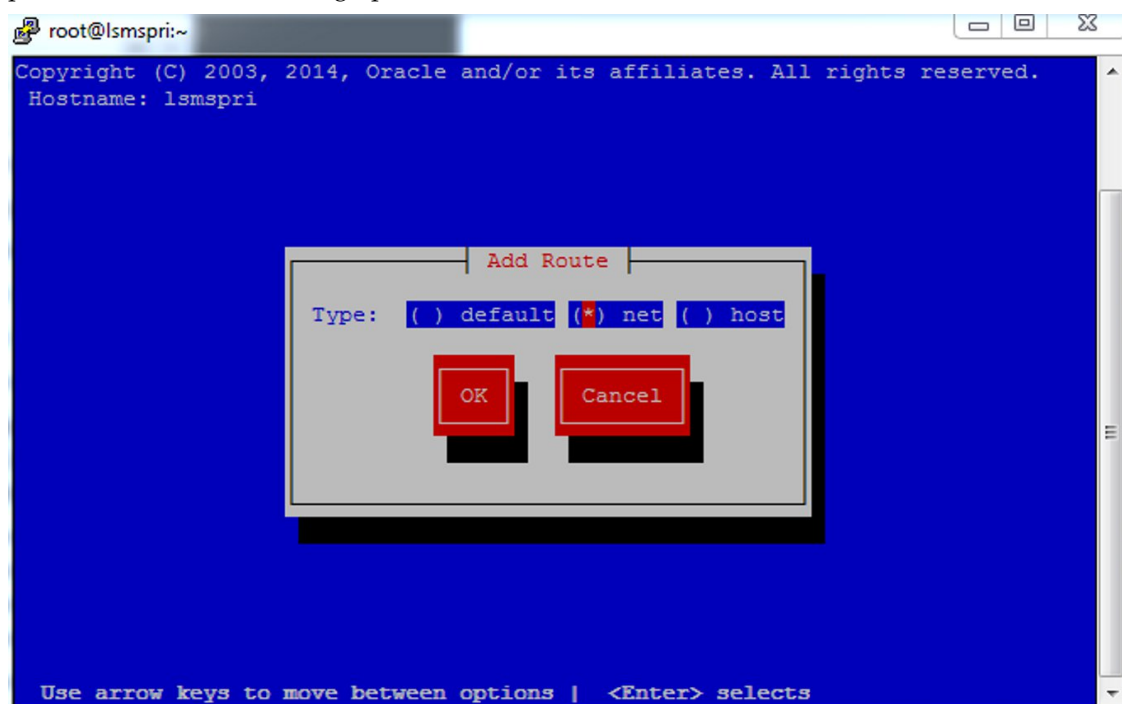 root@lsmspri:~
Copyright (C) 2003, 2014, Oracle and/or its affiliates. All rights reserved.
Hostname: lsmspri
Add Route
Type: ( ) default (*) net ( ) host
OK Cancel
Use arrow keys to move between options | <Enter> selects